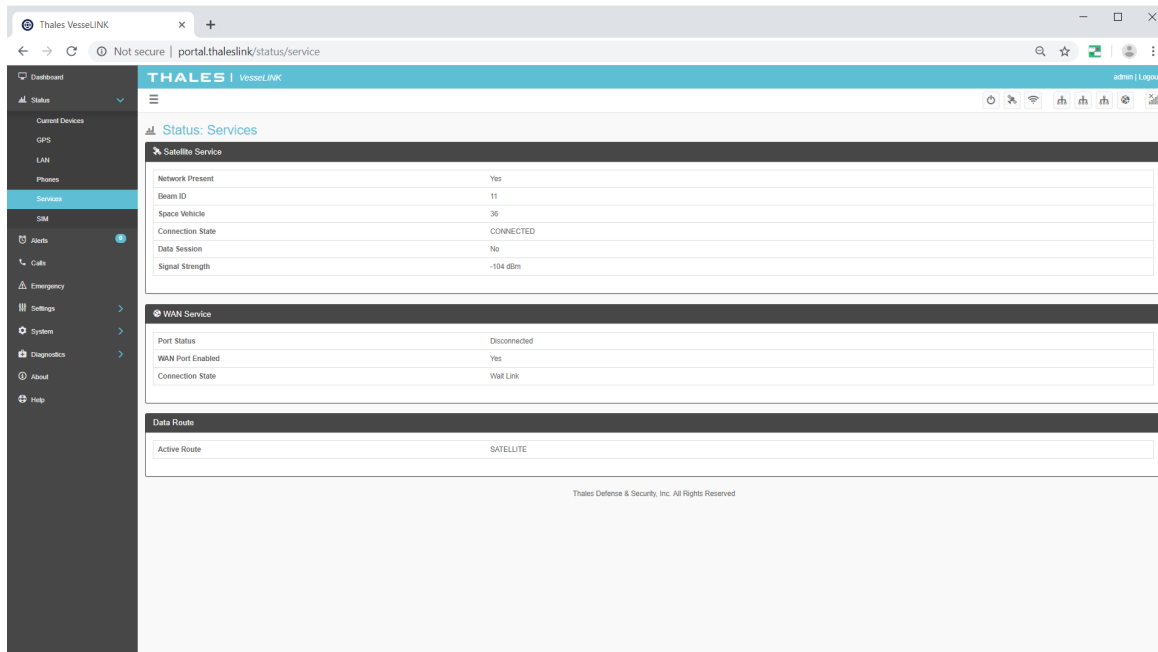 Thales VesseLINK
Not secure | portal.thaleslink/status/service
Dashboard
THALES | VesseLINK
admin | Logou
Status
Current Devices
GPS
LAN
Phones
Services
SIM
Alerts 0
Calls
Emergency
Settings
System
Diagnostics
About
Help
Status: Services
Satellite Service
Network Present Yes
Beam ID 11
Space Vehicle 36
Connection State CONNECTED
Data Session No
Signal Strength -104 dBm
WAN Service
Port Status Disconnected
WAN Port Enabled Yes
Connection State Wait Link
Data Route
Active Route SATELLITE
Thales Defense & Security, Inc. All Rights Reserved